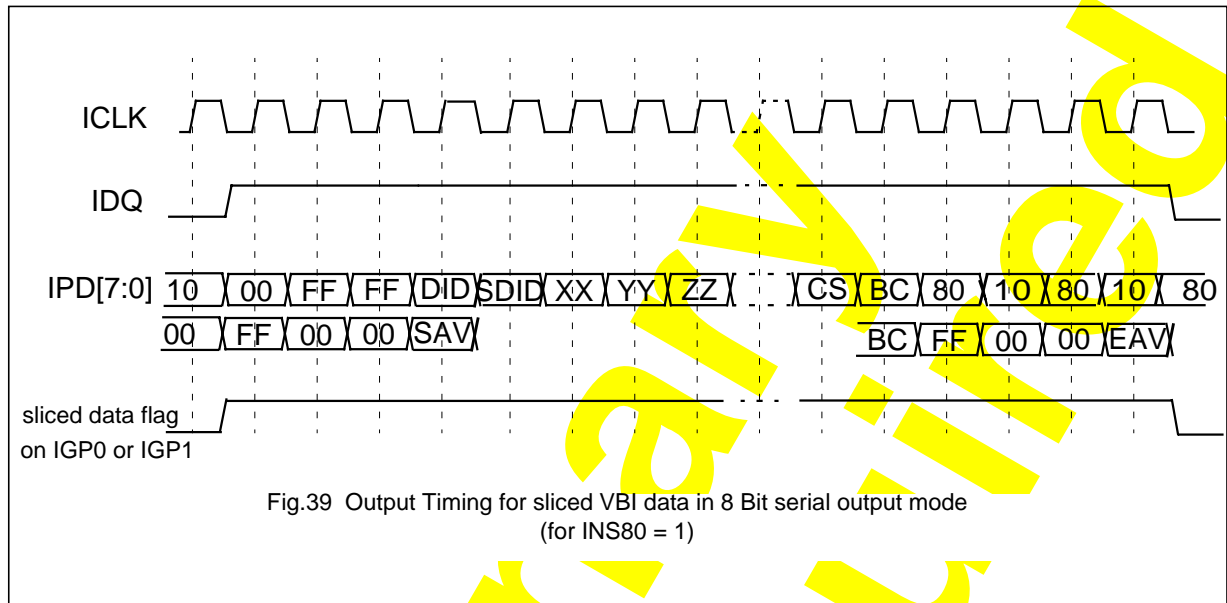 ICLK
IDQ
IPD[7:0] 10 00 FF FF DID SDID XX YY ZZ CS BC 80 10 80 10 80
00 FF 00 00 SAV BC FF 00 00 EAV
sliced data flag
on IGP0 or IGP1
Fig.39 Output Timing for sliced VBI data in 8 Bit serial output mode
(for INS80 = 1)